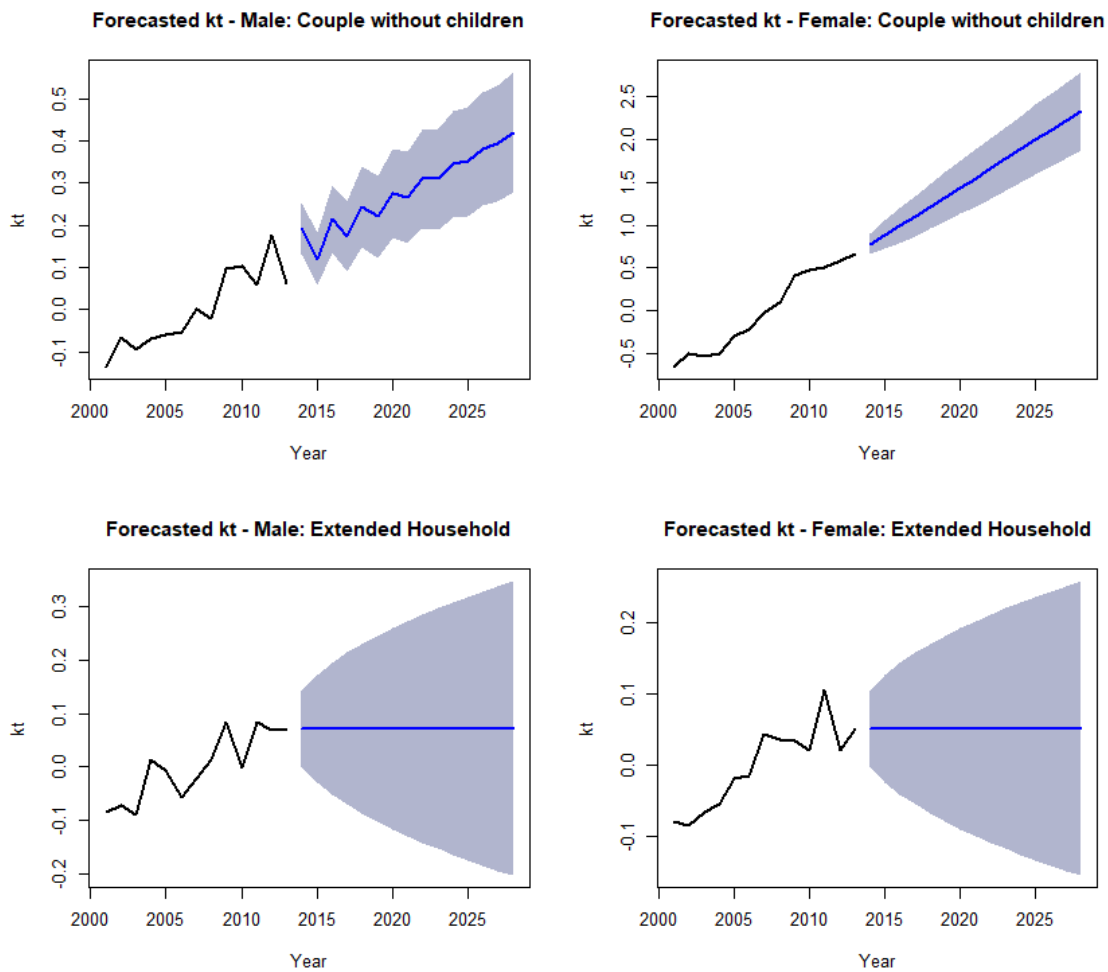 Forecasted kt - Male: Couple without children
kt
0.5
0.4
0.3
0.2
0.1
0.0
-0.1
2000 2005 2010 2015 2020 2025
Year
Forecasted kt - Female: Couple without children
kt
2.5
2.0
1.5
1.0
0.5
0.0
-0.5
2000 2005 2010 2015 2020 2025
Year
Forecasted kt - Male: Extended Household
kt
0.3
0.2
0.1
0.0
-0.1
-0.2
2000 2005 2010 2015 2020 2025
Year
Forecasted kt - Female: Extended Household
kt
0.2
0.1
0.0
-0.1
2000 2005 2010 2015 2020 2025
Year